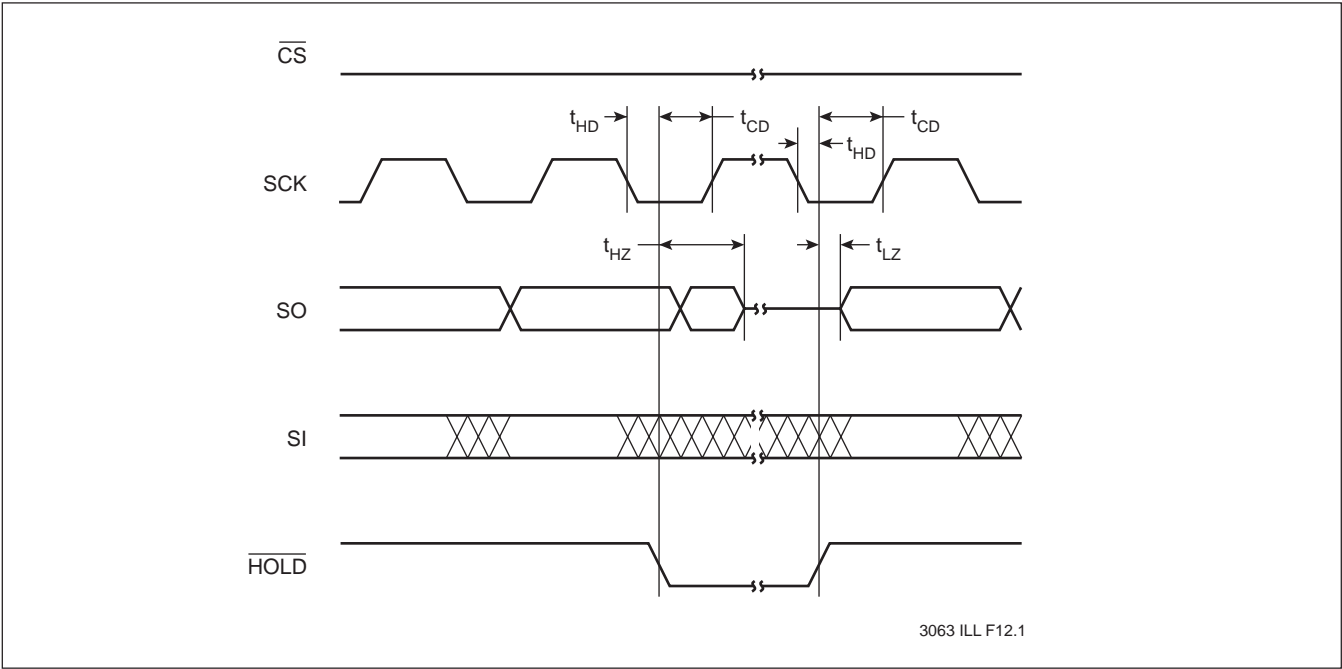 CS
t_HD
t_CD
t_CD
t_HD
SCK
t_HZ
t_LZ
SO
SI
HOLD
3063 ILL F12.1